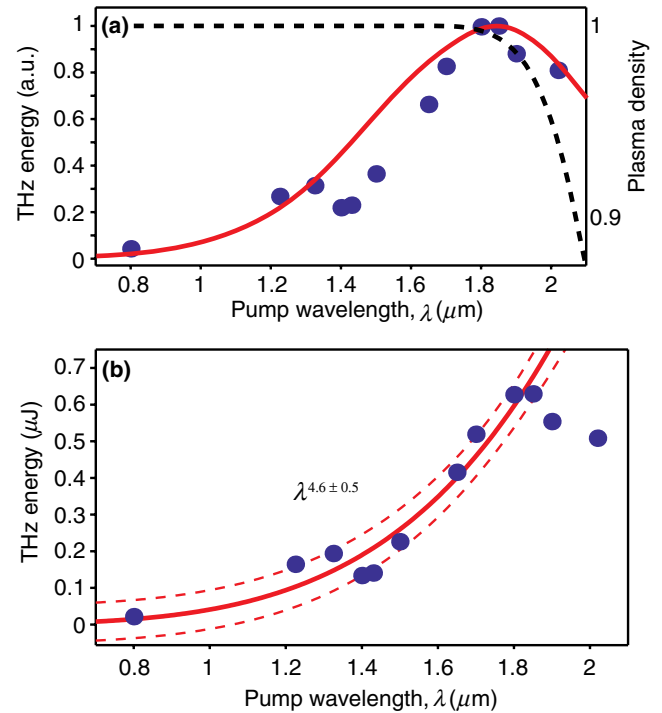 (a)
THz energy (a.u.)
1
0.8
0.6
0.4
0.2
0
1
0.9
Plasma density
0.8 1 1.2 1.4 1.6 1.8 2
Pump wavelength, λ (μm)
(b)
THz energy (μJ)
0.7
0.6
0.5
0.4
0.3
0.2
0.1
0
λ^4.6 ± 0.5
0.8 1 1.2 1.4 1.6 1.8 2
Pump wavelength, λ (μm)